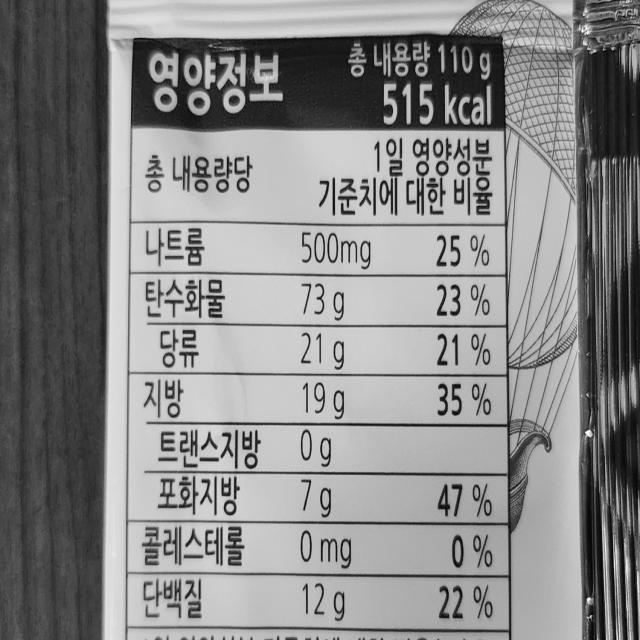 영양정보 총 내용량 110 g
515 kcal
총 내용량당 1일 영양성분
기준치에 대한 비율
나트륨 500mg 25 %
탄수화물 73 g 23 %
당류 21 g 21 %
지방 19 g 35 %
트랜스지방 0 g
포화지방 7 g 47 %
콜레스테롤 0 mg 0 %
단백질 12 g 22 %